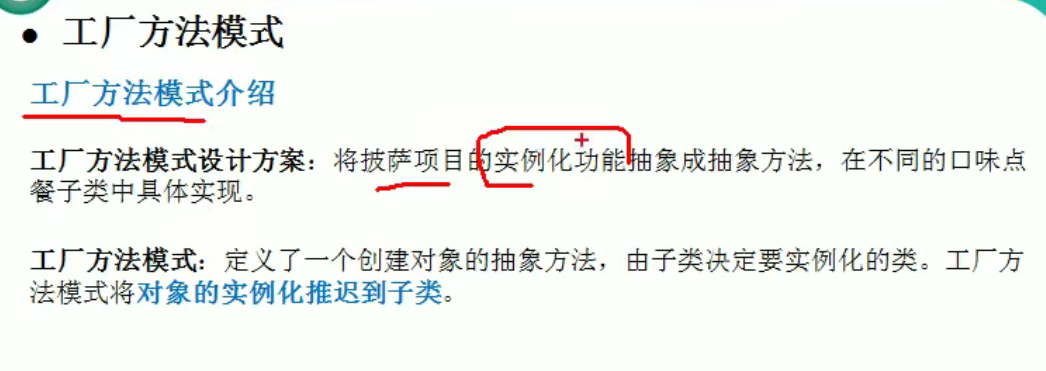 ● 工厂方法模式
工厂方法模式介绍
工厂方法模式设计方案：将披萨项目的实例化功能抽象成抽象方法，在不同的口味点
餐子类中具体实现。
工厂方法模式：定义了一个创建对象的抽象方法，由子类决定要实例化的类。工厂方
法模式将对象的实例化推迟到子类。